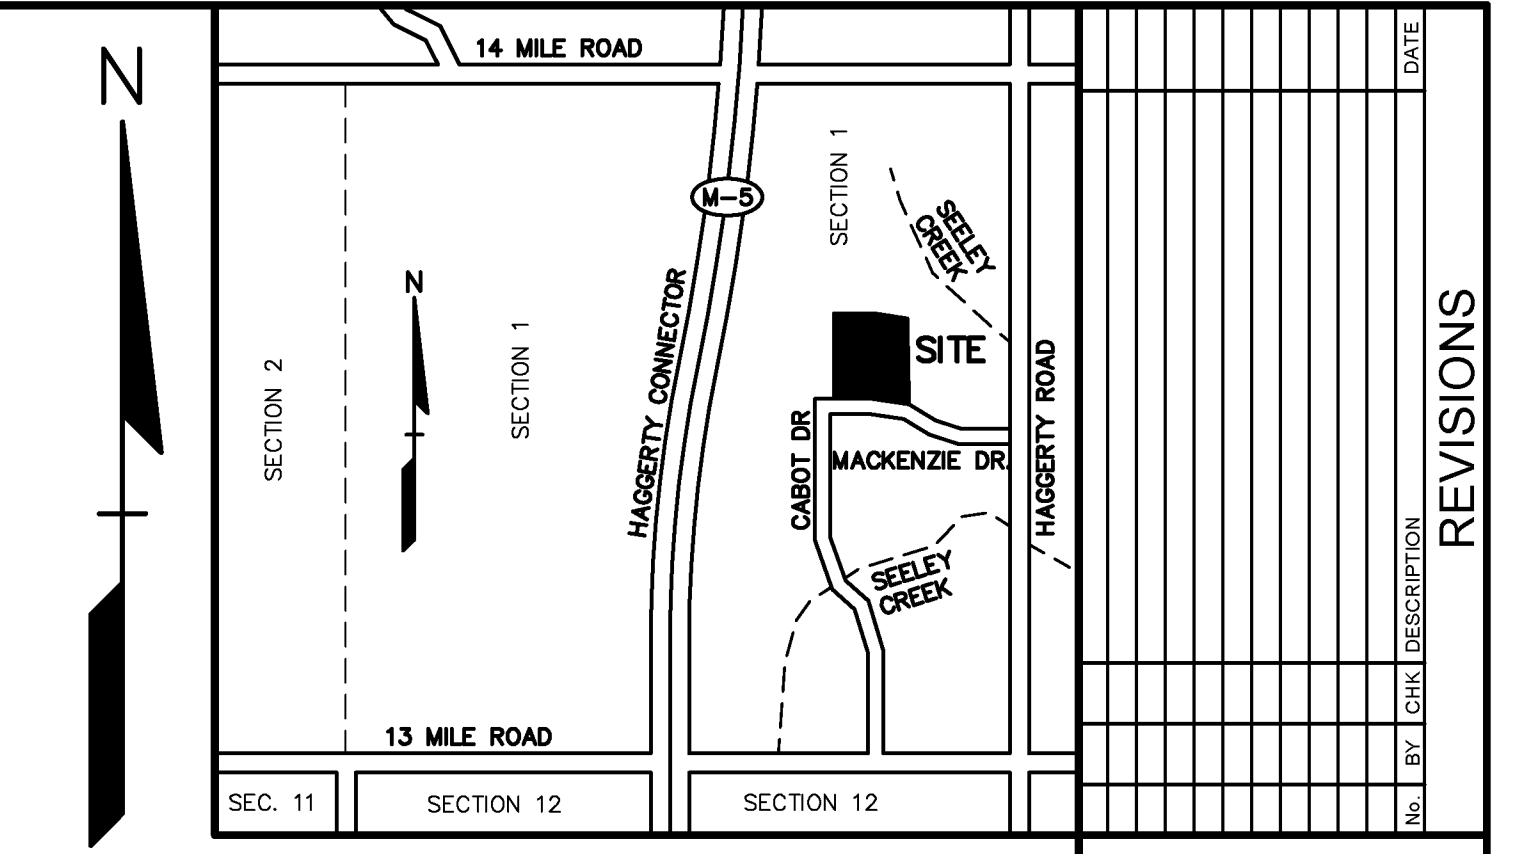 N
14 MILE ROAD
M-5
SECTION 1
SEELEY
CREEK
N
HAGGERTY CONNECTOR
SECTION 1
SECTION 2
SITE
HAGGERTY ROAD
CABOT DR
MACKENZIE DR.
SEELEY
CREEK
13 MILE ROAD
SEC. 11
SECTION 12
SECTION 12
No. BY CHK DESCRIPTION DATE
REVISIONS